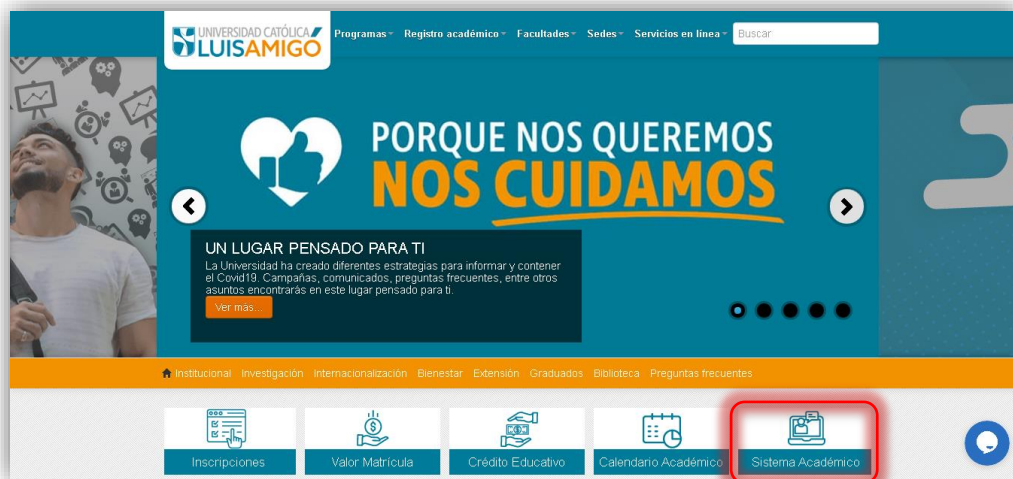 UNIVERSIDAD CATÓLICA
LUISAMIGÓ
Programas Registro académico Facultades Sedes Servicios en línea Buscar
PORQUE NOS QUEREMOS
NOS CUIDAMOS
UN LUGAR PENSADO PARA TI
La Universidad ha creado diferentes estrategias para informar y contener
el Covid19. Campañas, comunicados, preguntas frecuentes, entre otros
asuntos encontrarás en este lugar pensado para ti.
Ver más...
Institucional Investigación Internacionalización Bienestar Extensión Graduados Biblioteca Preguntas frecuentes
Inscripciones Valor Matrícula Crédito Educativo Calendario Académico Sistema Académico